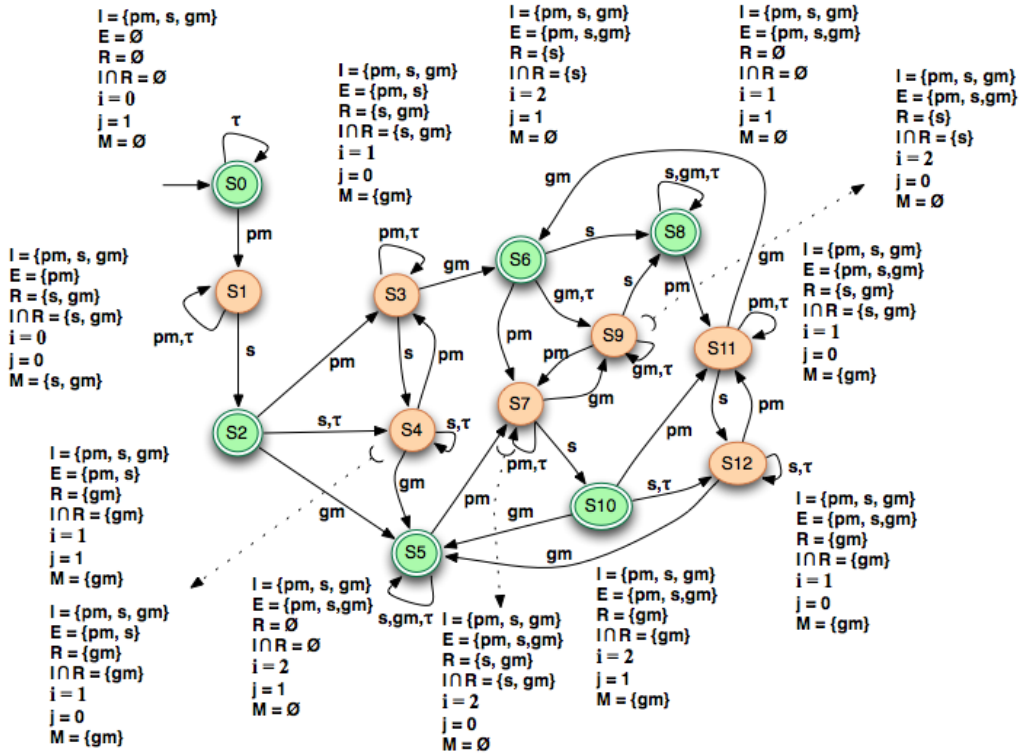 I = {pm, s, gm}
E = Ø
R = Ø
I∩R = Ø
i = 0
j = 1
M = Ø
τ
S0
pm
I = {pm, s, gm}
E = {pm}
R = {s, gm}
I∩R = {s, gm}
i = 0
j = 0
M = {s, gm}
S1
pm,τ
s
S2
pm
s,τ
gm
I = {pm, s, gm}
E = {pm, s}
R = {s, gm}
I∩R = {s, gm}
i = 1
j = 0
M = {gm}
pm,τ
S3
gm
s
pm
S4
s,τ
gm
I = {pm, s, gm}
E = {pm, s}
R = {gm}
I∩R = {gm}
i = 1
j = 1
M = {gm}
I = {pm, s, gm}
E = {pm, s}
R = {gm}
I∩R = {gm}
i = 1
j = 0
M = {gm}
S5
s,gm,τ
pm
I = {pm, s, gm}
E = {pm, s,gm}
R = Ø
I∩R = Ø
i = 2
j = 1
M = Ø
I = {pm, s, gm}
E = {pm, s,gm}
R = {s}
I∩R = {s}
i = 2
j = 1
M = Ø
S6
s
gm,τ
pm
S7
pm,τ
gm
s
I = {pm, s, gm}
E = {pm, s,gm}
R = {s, gm}
I∩R = {s, gm}
i = 2
j = 0
M = Ø
I = {pm, s, gm}
E = {pm, s,gm}
R = Ø
I∩R = Ø
i = 1
j = 1
M = Ø
s,gm,τ
S8
pm
S9
s
pm
gm,τ
I = {pm, s, gm}
E = {pm, s,gm}
R = {s}
I∩R = {s}
i = 2
j = 0
M = Ø
S10
pm
s,τ
gm
I = {pm, s, gm}
E = {pm, s,gm}
R = {gm}
I∩R = {gm}
i = 2
j = 1
M = {gm}
gm
gm
S11
pm,τ
s
pm
I = {pm, s, gm}
E = {pm, s,gm}
R = {s, gm}
I∩R = {s, gm}
i = 1
j = 0
M = {gm}
S12
s,τ
gm
I = {pm, s, gm}
E = {pm, s,gm}
R = {gm}
I∩R = {gm}
i = 1
j = 0
M = {gm}